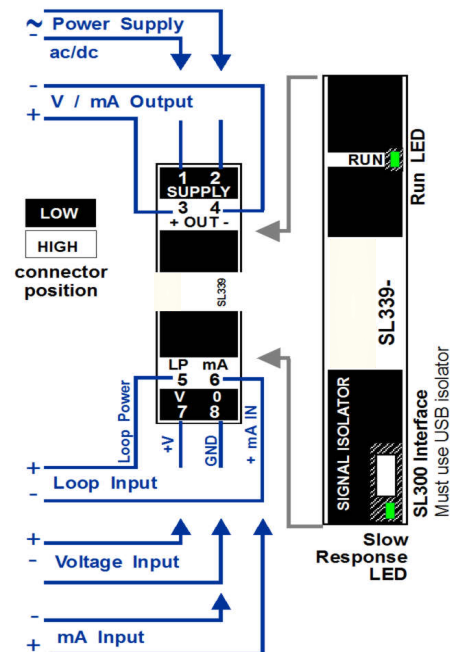 ~ Power Supply
-
ac/dc
-
V / mA Output
+
1 2
SUPPLY
3 4
+ OUT -
LOW
HIGH
connector
position
SL339
LP mA
5 6
V 0
7 8
Loop Power
+V
GND
+ mA IN
+
Loop Input
-
+
Voltage Input
-
-
mA Input
+
RUN
Run LED
SL339-
SIGNAL ISOLATOR
SL300 Interface
Must use USB isolator
Slow
Response
LED